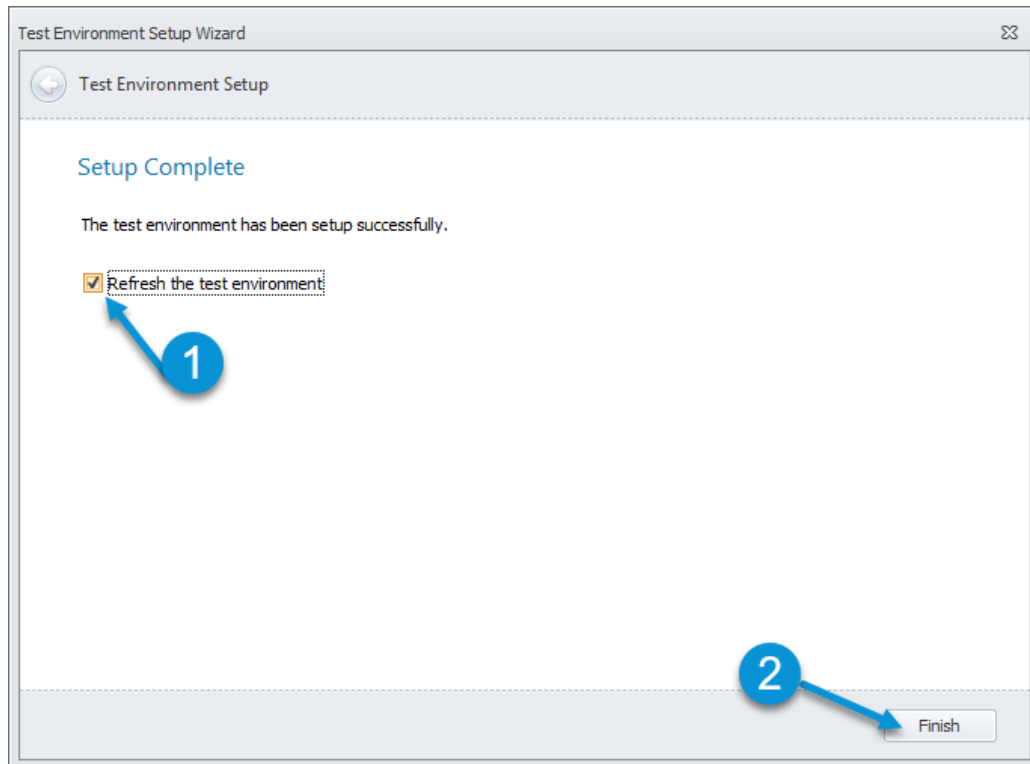 Test Environment Setup Wizard
Test Environment Setup
Setup Complete
The test environment has been setup successfully.
Refresh the test environment
1
2
Finish